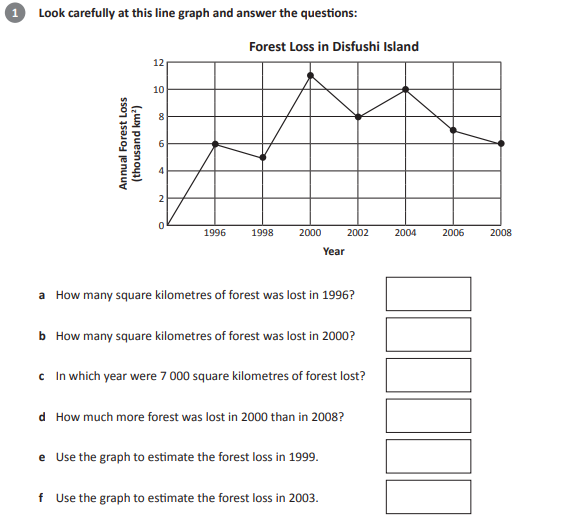 1 Look carefully at this line graph and answer the questions:
Forest Loss in Disfushi Island
Annual Forest Loss
(thousand km²)
12
10
8
6
4
2
0
1996 1998 2000 2002 2004 2006 2008
Year
a How many square kilometres of forest was lost in 1996?
b How many square kilometres of forest was lost in 2000?
c In which year were 7 000 square kilometres of forest lost?
d How much more forest was lost in 2000 than in 2008?
e Use the graph to estimate the forest loss in 1999.
f Use the graph to estimate the forest loss in 2003.